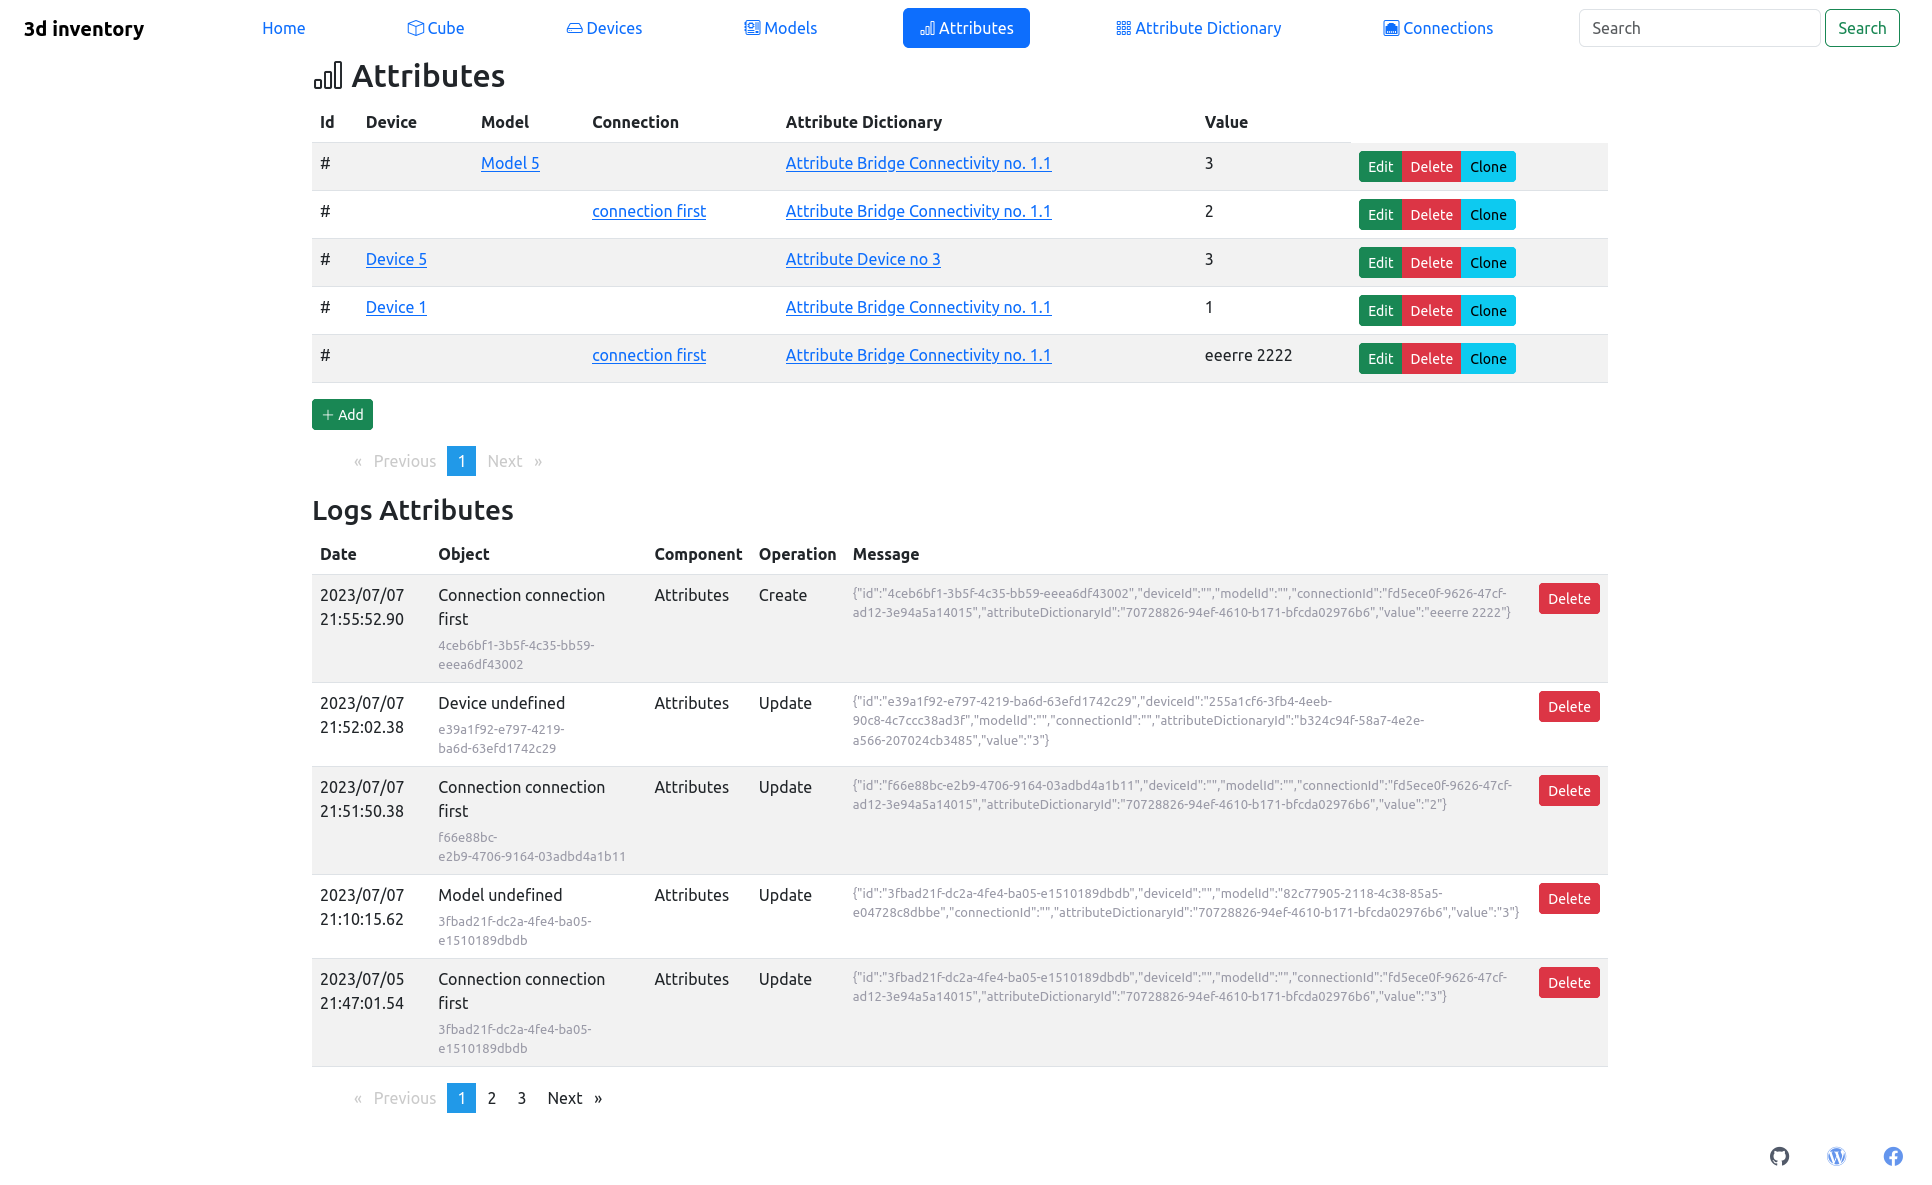 3d inventory Home Cube Devices Models Attributes Attribute Dictionary Connections Search Search
Attributes
Id Device Model Connection Attribute Dictionary Value
# Model 5 Attribute Bridge Connectivity no. 1.1 3 Edit Delete Clone
# connection first Attribute Bridge Connectivity no. 1.1 2 Edit Delete Clone
# Device 5 Attribute Device no 3 3 Edit Delete Clone
# Device 1 Attribute Bridge Connectivity no. 1.1 1 Edit Delete Clone
# connection first Attribute Bridge Connectivity no. 1.1 eeerre 2222 Edit Delete Clone
+ Add
« Previous 1 Next »
Logs Attributes
Date Object Component Operation Message
2023/07/07 Connection connection Attributes Create {"id":"4ceb6bf1-3b5f-4c35-bb59-eeea6df43002","deviceId":"","modelId":"","connectionId":"fd5ece0f-9626-47cf- Delete
21:55:52.90 first ad12-3e94a5a14015","attributeDictionaryId":"70728826-94ef-4610-b171-bfcda02976b6","value":"eeerre 2222"}
4ceb6bf1-3b5f-4c35-bb59-
eeea6df43002
2023/07/07 Device undefined Attributes Update {"id":"e39a1f92-e797-4219-ba6d-63efd1742c29","deviceId":"255a1cf6-3fb4-4eeb- Delete
21:52:02.38 e39a1f92-e797-4219- 90c8-4c7ccc38ad3f","modelId":"","connectionId":"","attributeDictionaryId":"b324c94f-58a7-4e2e-
ba6d-63efd1742c29 a566-207024cb3485","value":"3"}
2023/07/07 Connection connection Attributes Update {"id":"f66e88bc-e2b9-4706-9164-03adbd4a1b11","deviceId":"","modelId":"","connectionId":"fd5ece0f-9626-47cf- Delete
21:51:50.38 first ad12-3e94a5a14015","attributeDictionaryId":"70728826-94ef-4610-b171-bfcda02976b6","value":"2"}
f66e88bc-
e2b9-4706-9164-03adbd4a1b11
2023/07/07 Model undefined Attributes Update {"id":"3fbad21f-dc2a-4fe4-ba05-e1510189dbdb","deviceId":"","modelId":"82c77905-2118-4c38-85a5- Delete
21:10:15.62 3fbad21f-dc2a-4fe4-ba05- e04728c8dbbe","connectionId":"","attributeDictionaryId":"70728826-94ef-4610-b171-bfcda02976b6","value":"3"}
e1510189dbdb
2023/07/05 Connection connection Attributes Update {"id":"3fbad21f-dc2a-4fe4-ba05-e1510189dbdb","deviceId":"","modelId":"","connectionId":"fd5ece0f-9626-47cf- Delete
21:47:01.54 first ad12-3e94a5a14015","attributeDictionaryId":"70728826-94ef-4610-b171-bfcda02976b6","value":"3"}
3fbad21f-dc2a-4fe4-ba05-
e1510189dbdb
« Previous 1 2 3 Next »